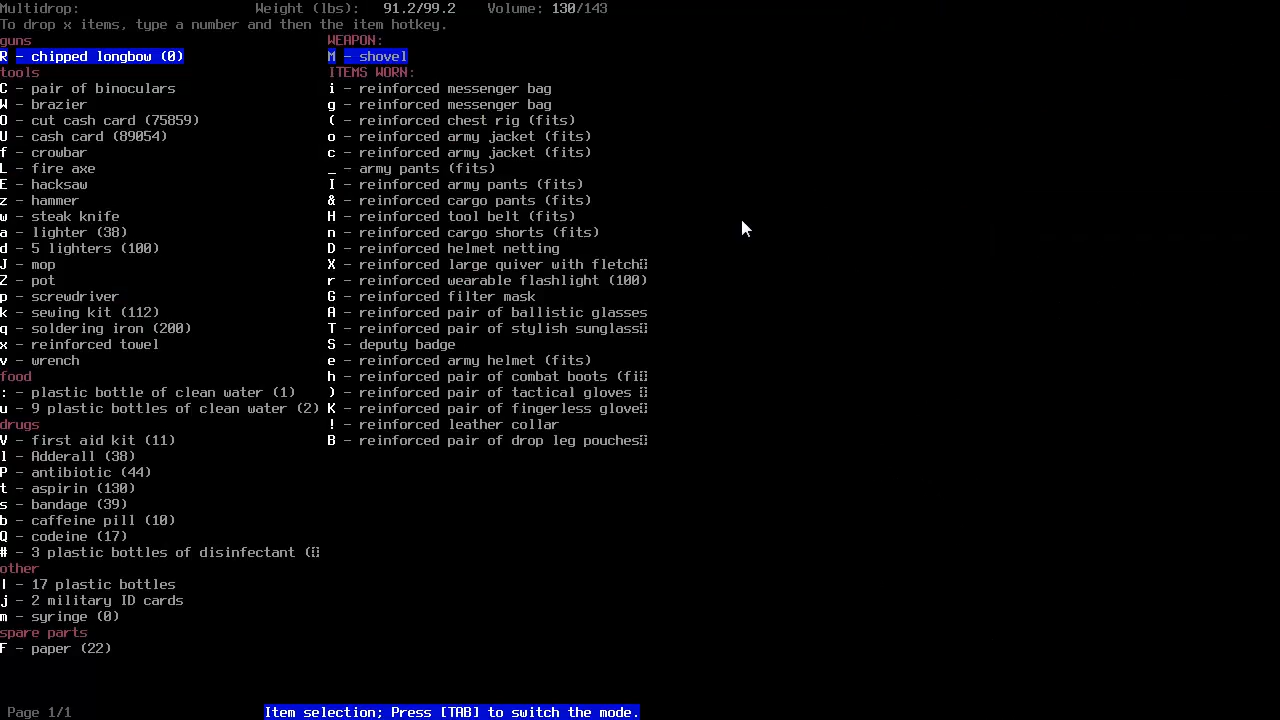 Multidrop: Weight (lbs): 91.2/99.2 Volume: 130/143
To drop x items, type a number and then the item hotkey.
guns
R - chipped longbow (0)
tools
C - pair of binoculars
W - brazier
O - cut cash card (75859)
U - cash card (89054)
f - crowbar
L - fire axe
E - hacksaw
z - hammer
w - steak knife
a - lighter (38)
d - 5 lighters (100)
J - mop
Z - pot
p - screwdriver
k - sewing kit (112)
q - soldering iron (200)
x - reinforced towel
v - wrench
food
: - plastic bottle of clean water (1)
u - 9 plastic bottles of clean water (2)
drugs
V - first aid kit (11)
l - Adderall (38)
P - antibiotic (44)
t - aspirin (130)
s - bandage (39)
b - caffeine pill (10)
Q - codeine (17)
# - 3 plastic bottles of disinfectant (
other
| - 17 plastic bottles
j - 2 military ID cards
m - syringe (0)
spare parts
F - paper (22)
WEAPON:
M - shovel
ITEMS WORN:
i - reinforced messenger bag
g - reinforced messenger bag
( - reinforced chest rig (fits)
o - reinforced army jacket (fits)
c - reinforced army jacket (fits)
_ - army pants (fits)
I - reinforced army pants (fits)
& - reinforced cargo pants (fits)
H - reinforced tool belt (fits)
n - reinforced cargo shorts (fits)
D - reinforced helmet netting
X - reinforced large quiver with fletch
r - reinforced wearable flashlight (100)
G - reinforced filter mask
A - reinforced pair of ballistic glasses
T - reinforced pair of stylish sunglass
S - deputy badge
e - reinforced army helmet (fits)
h - reinforced pair of combat boots (fi
) - reinforced pair of tactical gloves
K - reinforced pair of fingerless glove
! - reinforced leather collar
B - reinforced pair of drop leg pouches
Page 1/1 Item selection; Press [TAB] to switch the mode.